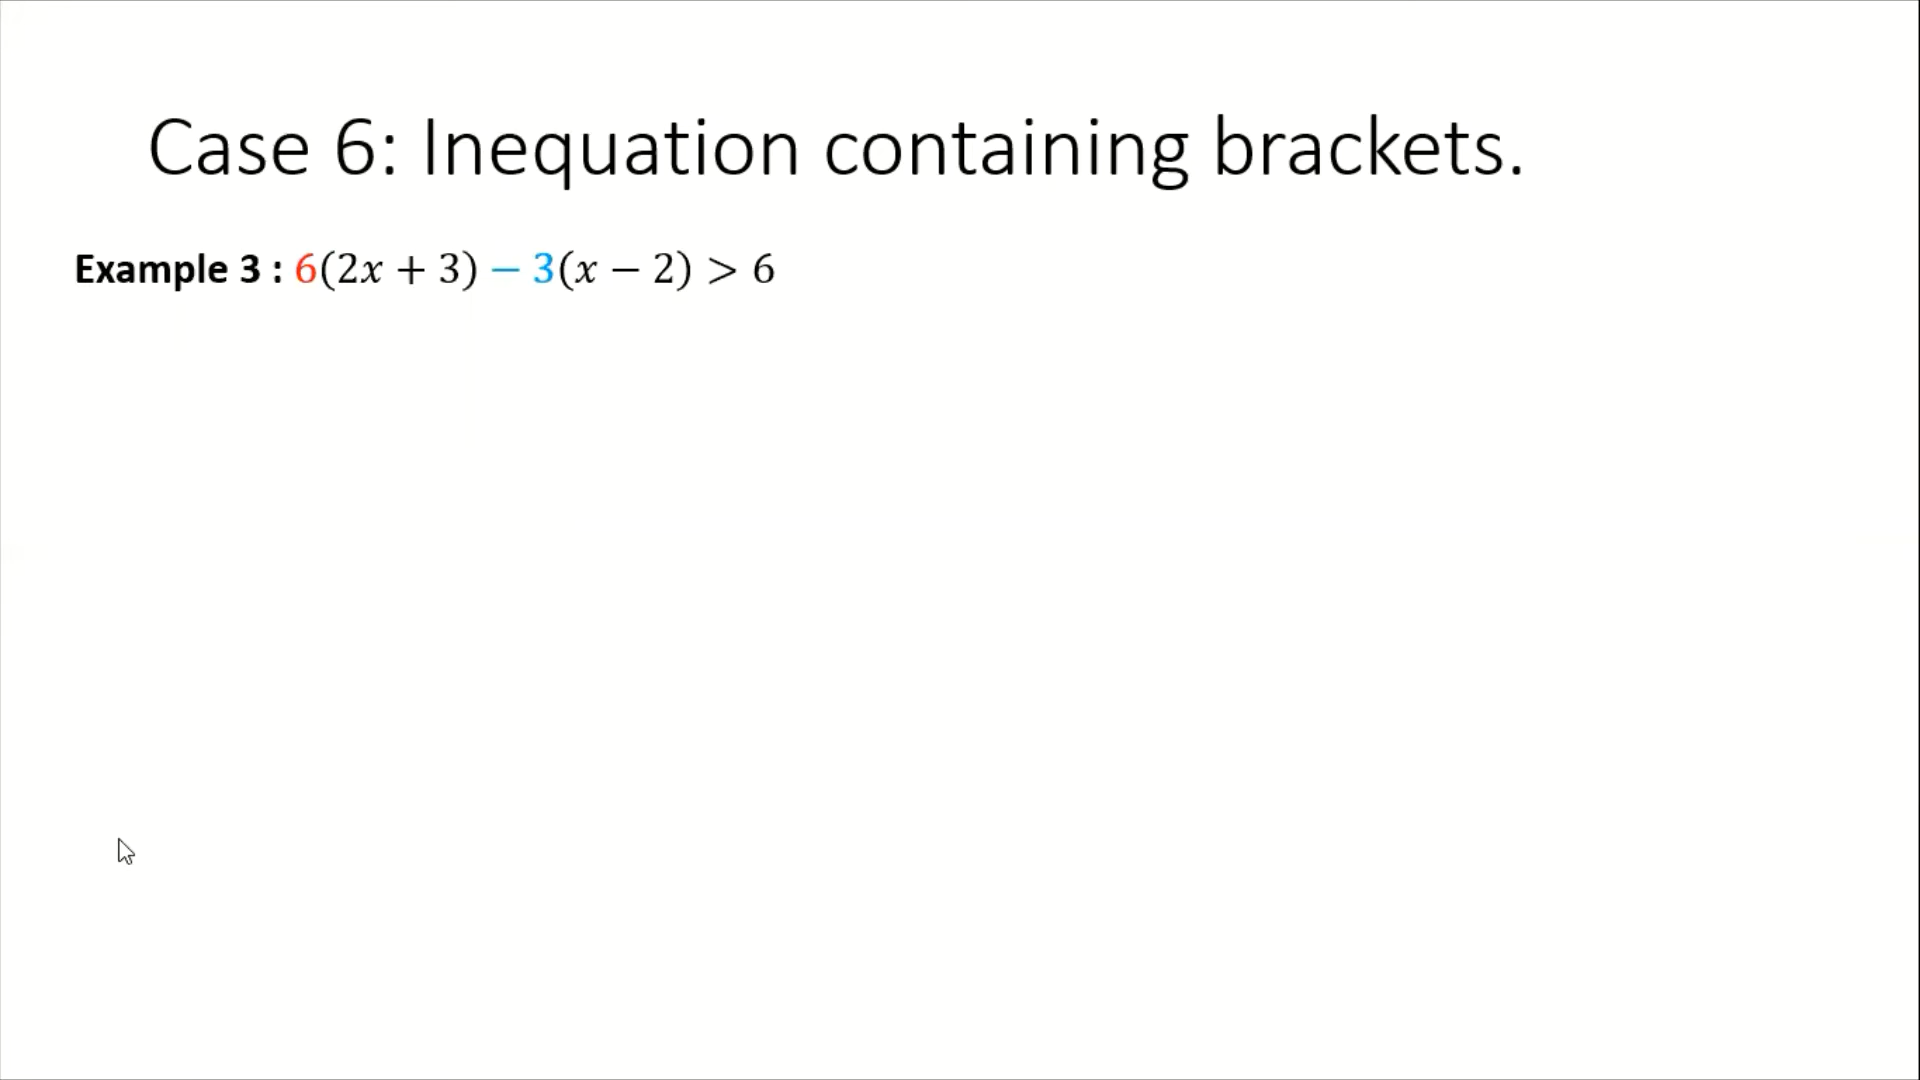 Case 6: Inequation containing brackets.
Example 3 : 6(2x + 3) − 3(x − 2) > 6